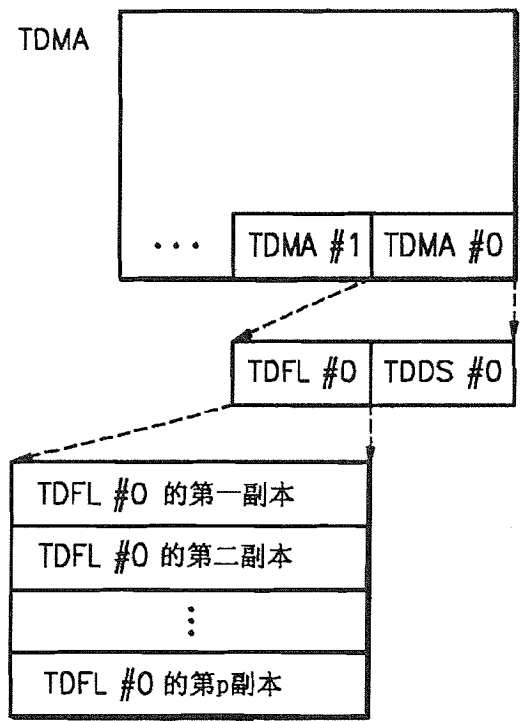 TDMA
... TDMA #1 TDMA #0
TDFL #0 TDDS #0
TDFL #0 的第一副本
TDFL #0 的第二副本
⋮
TDFL #0 的第p副本